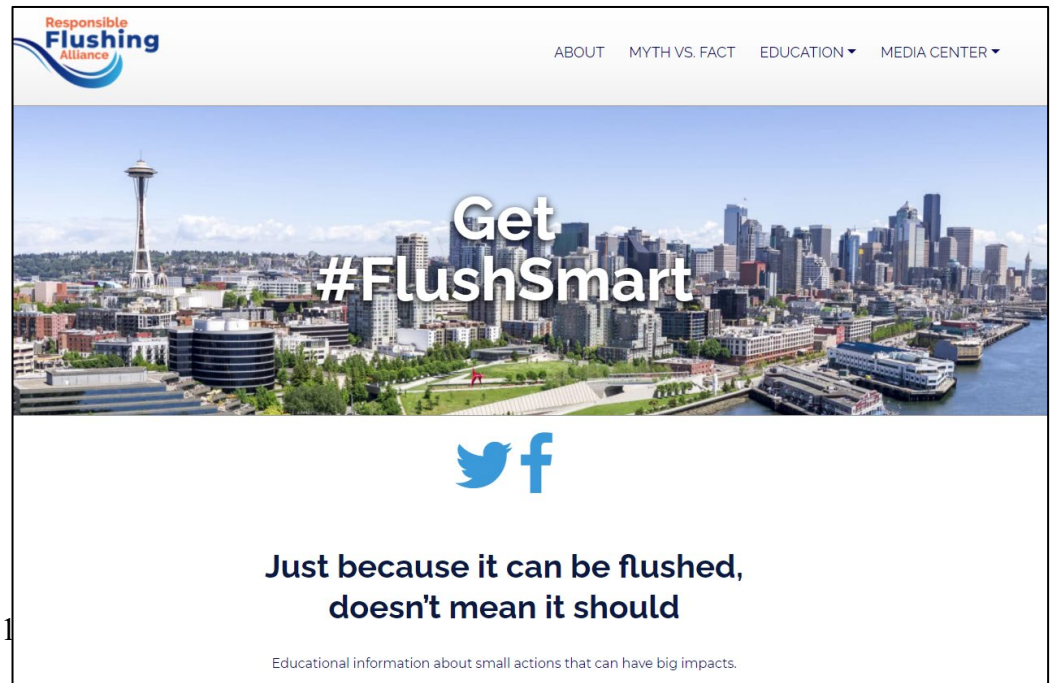 Responsible
Flushing
Alliance
ABOUT MYTH VS. FACT EDUCATION MEDIA CENTER
Get
#FlushSmart
Just because it can be flushed,
doesn't mean it should
1
Educational information about small actions that can have big impacts.